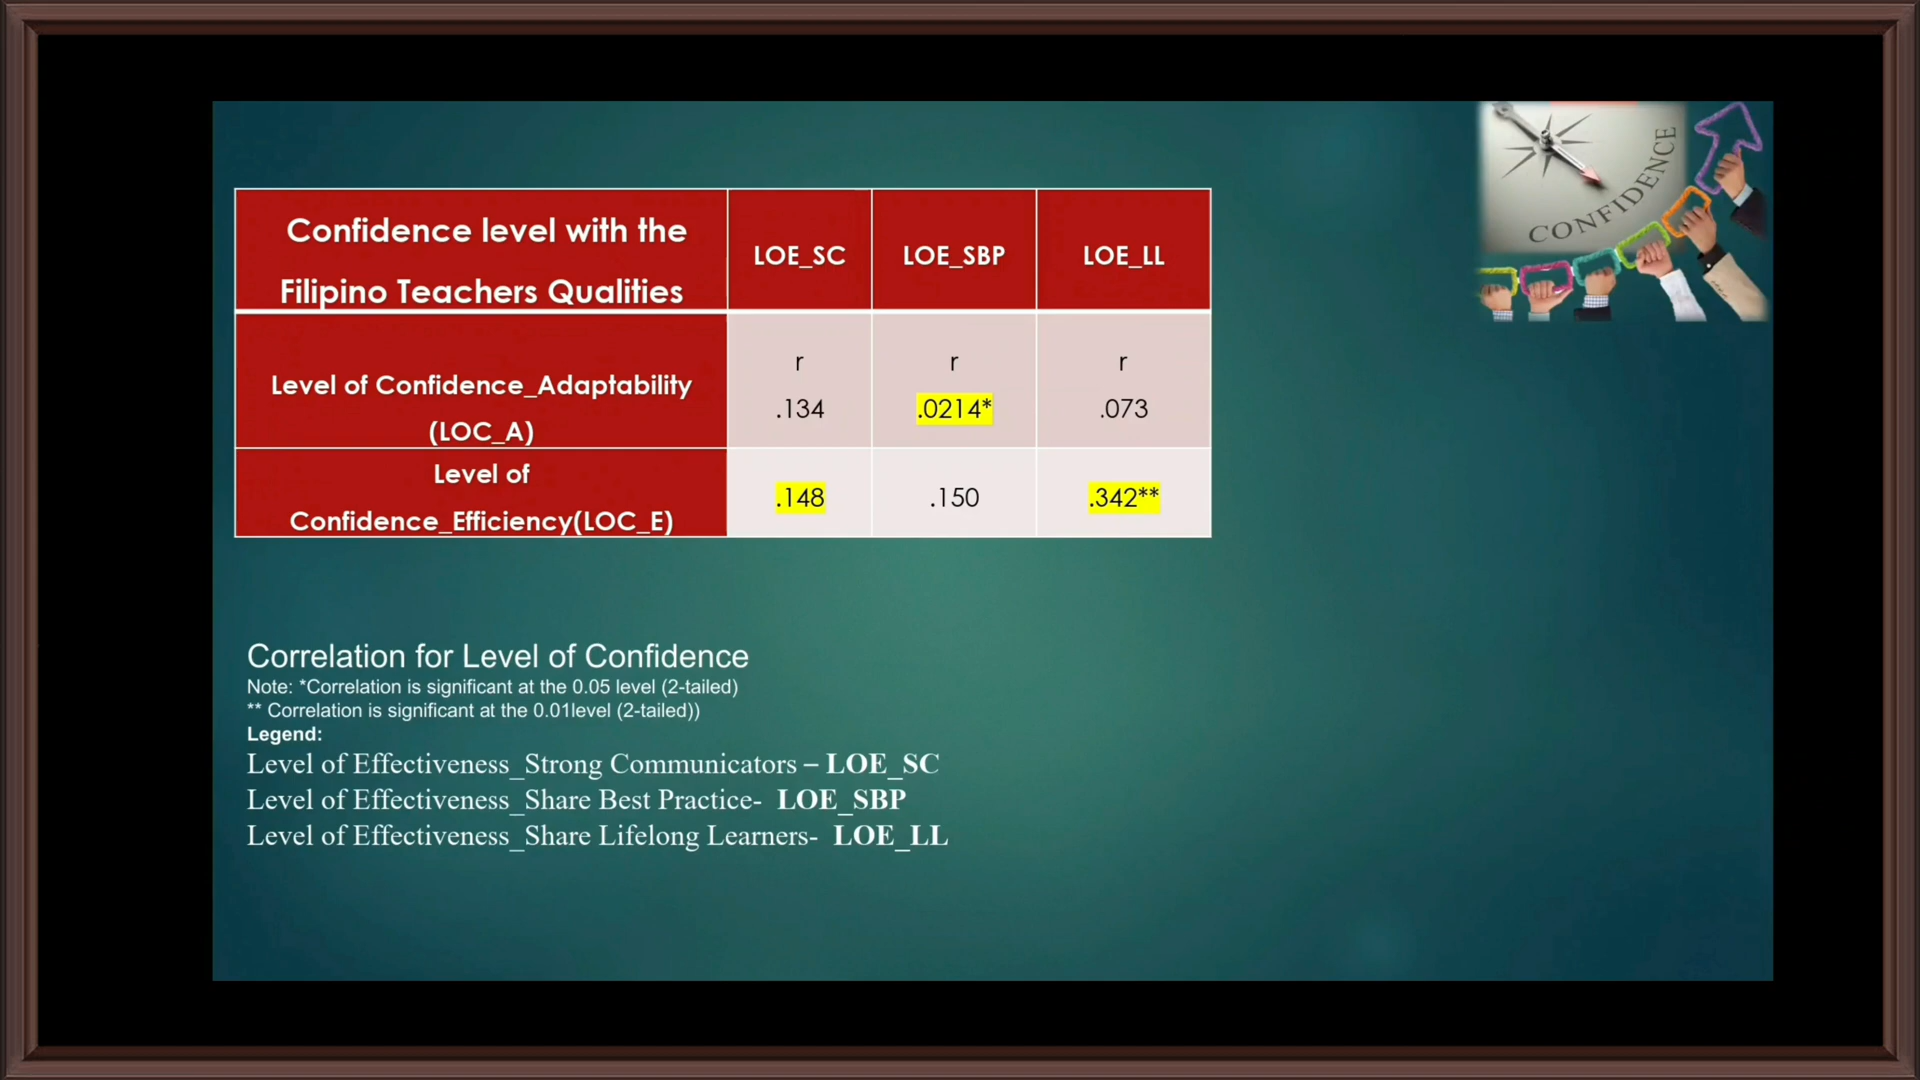 CONFIDENCE
Confidence level with the
Filipino Teachers Qualities
LOE_SC
LOE_SBP
LOE_LL
Level of Confidence_Adaptability
(LOC_A)
r
.134
r
.0214*
r
.073
Level of
Confidence_Efficiency(LOC_E)
.148
.150
.342**
Correlation for Level of Confidence
Note: *Correlation is significant at the 0.05 level (2-tailed)
** Correlation is significant at the 0.01level (2-tailed))
Legend:
Level of Effectiveness_Strong Communicators – LOE_SC
Level of Effectiveness_Share Best Practice- LOE_SBP
Level of Effectiveness_Share Lifelong Learners- LOE_LL